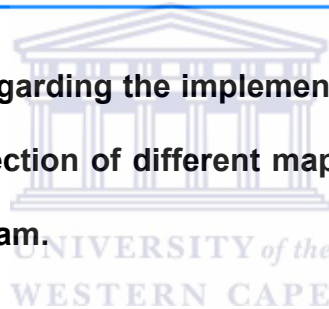 garding the implemen
ection of different map
am.
UNIVERSITY of the
WESTERN CAPE